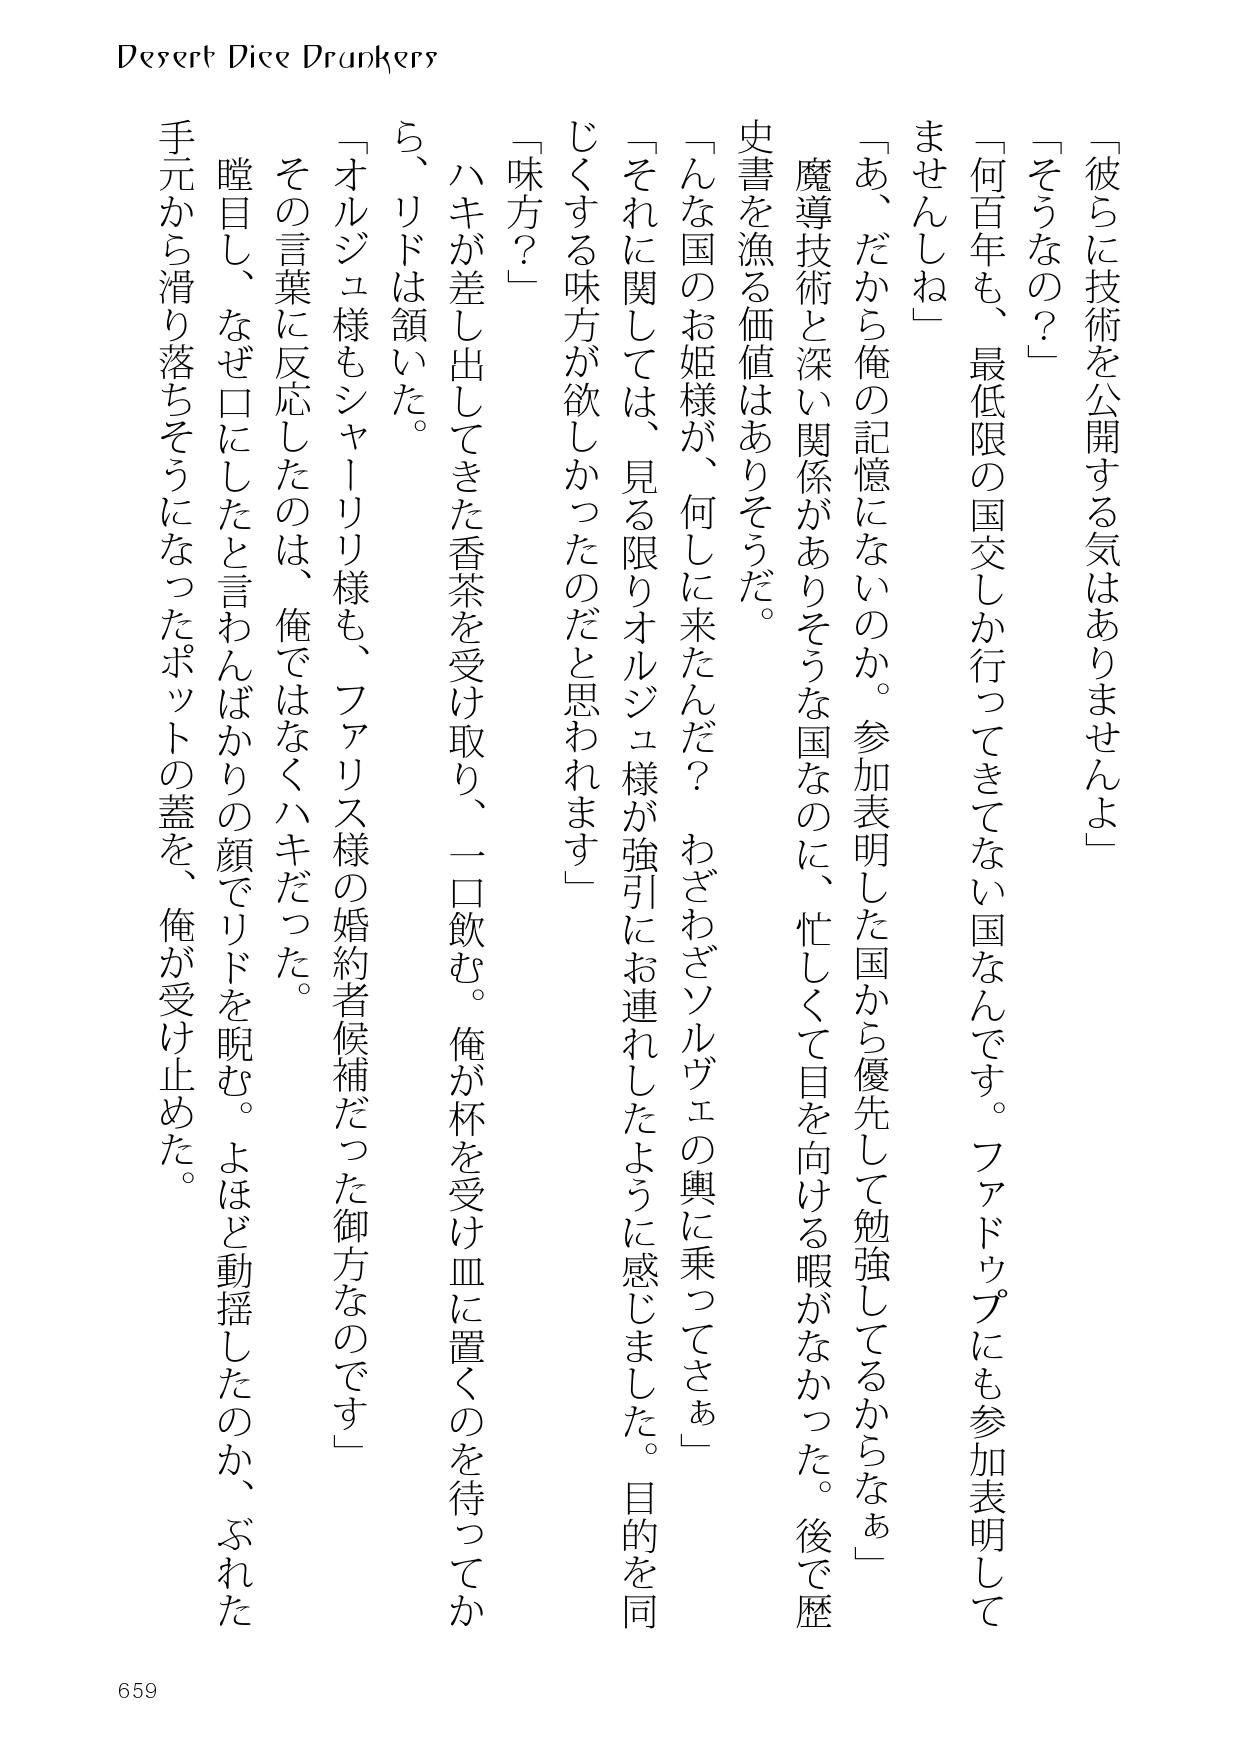 Desert Dice Drunkers
「彼らに技術を公開する気はありませんよ」
「そうなの？」
「何百年も、最低限の国交しか行ってきてない国なんです。ファドゥプにも参加表明して
ませんしね」
「あ、だから俺の記憶にないのか。参加表明した国から優先して勉強してるからなぁ」
　魔導技術と深い関係がありそうな国なのに、忙しくて目を向ける暇がなかった。後で歴
史書を漁る価値はありそうだ。
「んな国のお姫様が、何しに来たんだ？　わざわざソルヴェの輿に乗ってさぁ」
「それに関しては、見る限りオルジュ様が強引にお連れしたように感じました。目的を同
じくする味方が欲しかったのだと思われます」
「味方？」
　ハキが差し出してきた香茶を受け取り、一口飲む。俺が杯を受け皿に置くのを待ってか
ら、リドは頷いた。
「オルジュ様もシャーリリ様も、ファリス様の婚約者候補だった御方なのです」
　その言葉に反応したのは、俺ではなくハキだった。
　瞠目し、なぜ口にしたと言わんばかりの顔でリドを睨む。よほど動揺したのか、ぶれた
手元から滑り落ちそうになったポットの蓋を、俺が受け止めた。
659